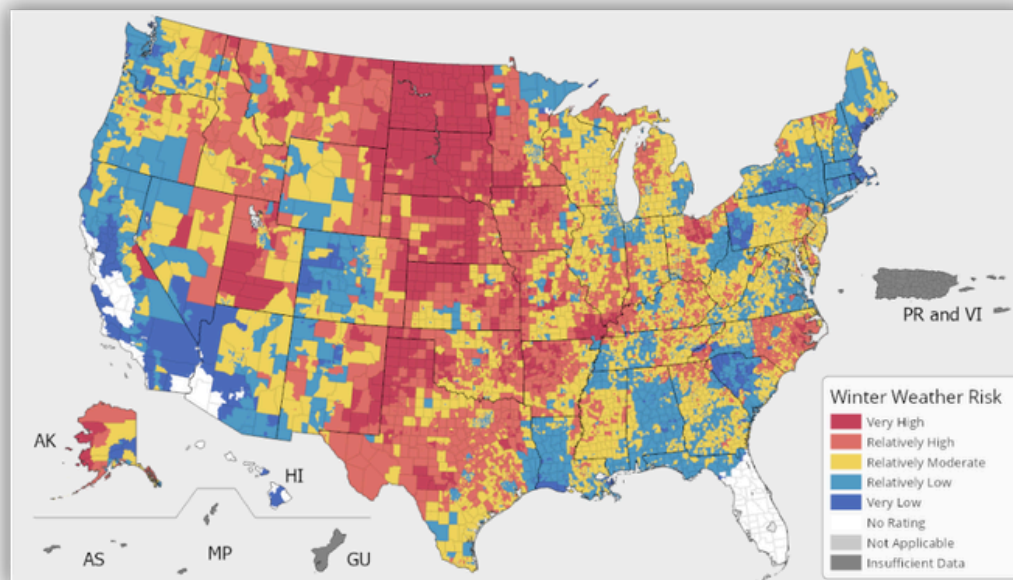 PR and VI
Winter Weather Risk
Very High
Relatively High
Relatively Moderate
Relatively Low
Very Low
No Rating
Not Applicable
Insufficient Data
AK
HI
AS
MP
GU